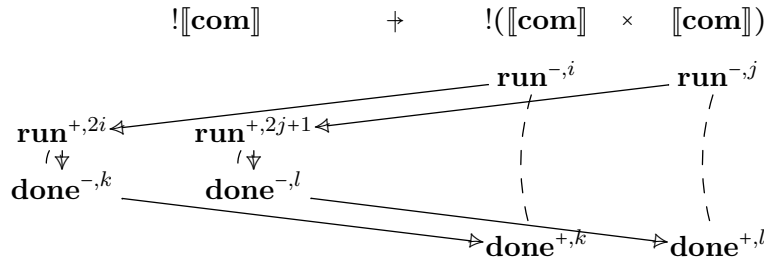 !⟦com⟧ ⇸ !(⟦com⟧ × ⟦com⟧)
run⁻,ⁱ run⁻,ʲ
run⁺,²ⁱ run⁺,²ʲ⁺¹
done⁻,ᵏ done⁻,ˡ
done⁺,ᵏ done⁺,ˡ